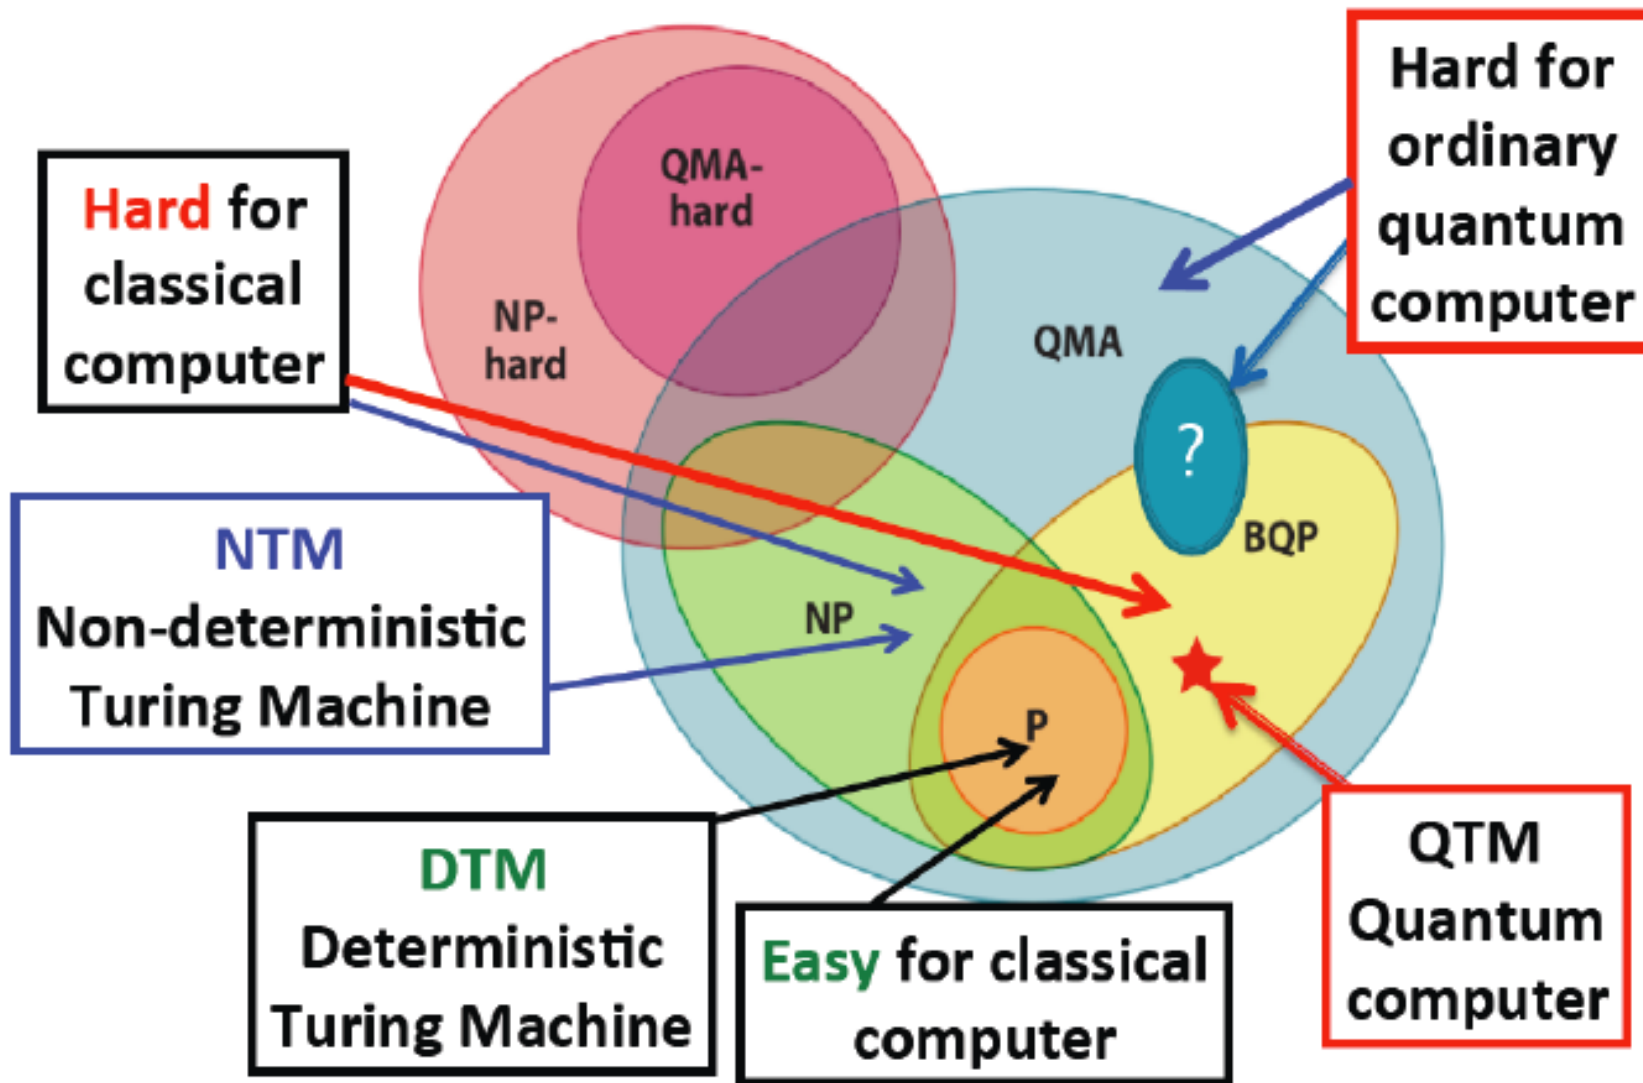 Hard for
ordinary
quantum
computer
QMA-
hard
Hard for
classical
computer
NP-
hard
QMA
?
BQP
NTM
Non-deterministic
Turing Machine
NP
P
DTM
Deterministic
Turing Machine
Easy for classical
computer
QTM
Quantum
computer